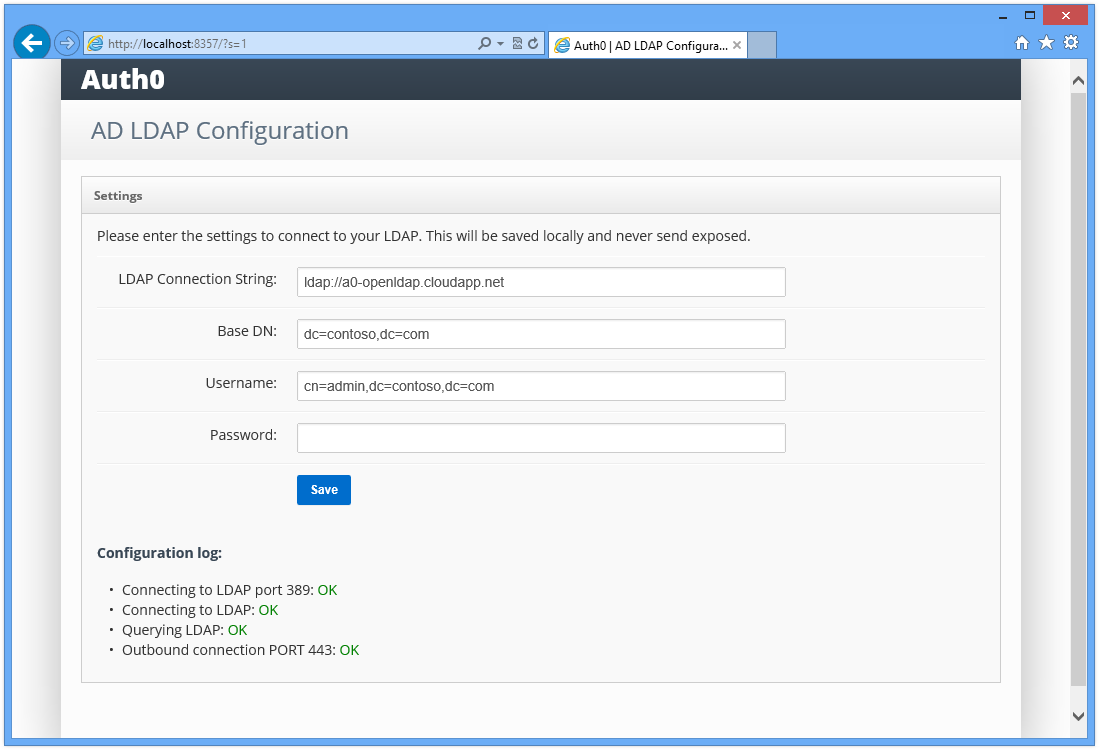 http://localhost:8357/?s=1
Auth0 | AD LDAP Configura...
Auth0
AD LDAP Configuration
Settings
Please enter the settings to connect to your LDAP. This will be saved locally and never send exposed.
LDAP Connection String: ldap://a0-openldap.cloudapp.net
Base DN: dc=contoso,dc=com
Username: cn=admin,dc=contoso,dc=com
Password:
Save
Configuration log:
• Connecting to LDAP port 389: OK
• Connecting to LDAP: OK
• Querying LDAP: OK
• Outbound connection PORT 443: OK